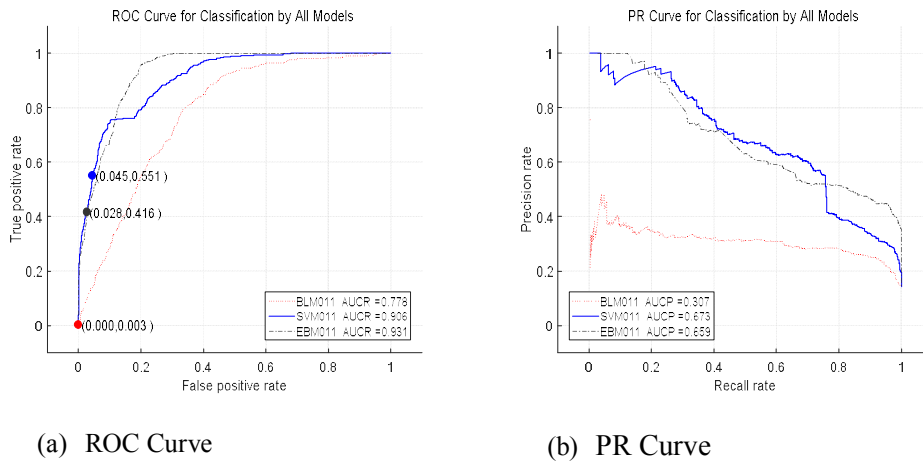 ROC Curve for Classification by All Models
True positive rate
1
0.8
0.6
0.4
0.2
0
(0.045,0.551 )
(0.028,0.416 )
(0.000,0.003 )
BLM011 AUCR =0.778
SVM011 AUCR =0.906
EBM011 AUCR =0.931
0 0.2 0.4 0.6 0.8 1
False positive rate
(a) ROC Curve
PR Curve for Classification by All Models
Precision rate
1
0.8
0.6
0.4
0.2
0
BLM011 AUCP =0.307
SVM011 AUCP =0.673
EBM011 AUCP =0.659
0 0.2 0.4 0.6 0.8 1
Recall rate
(b) PR Curve